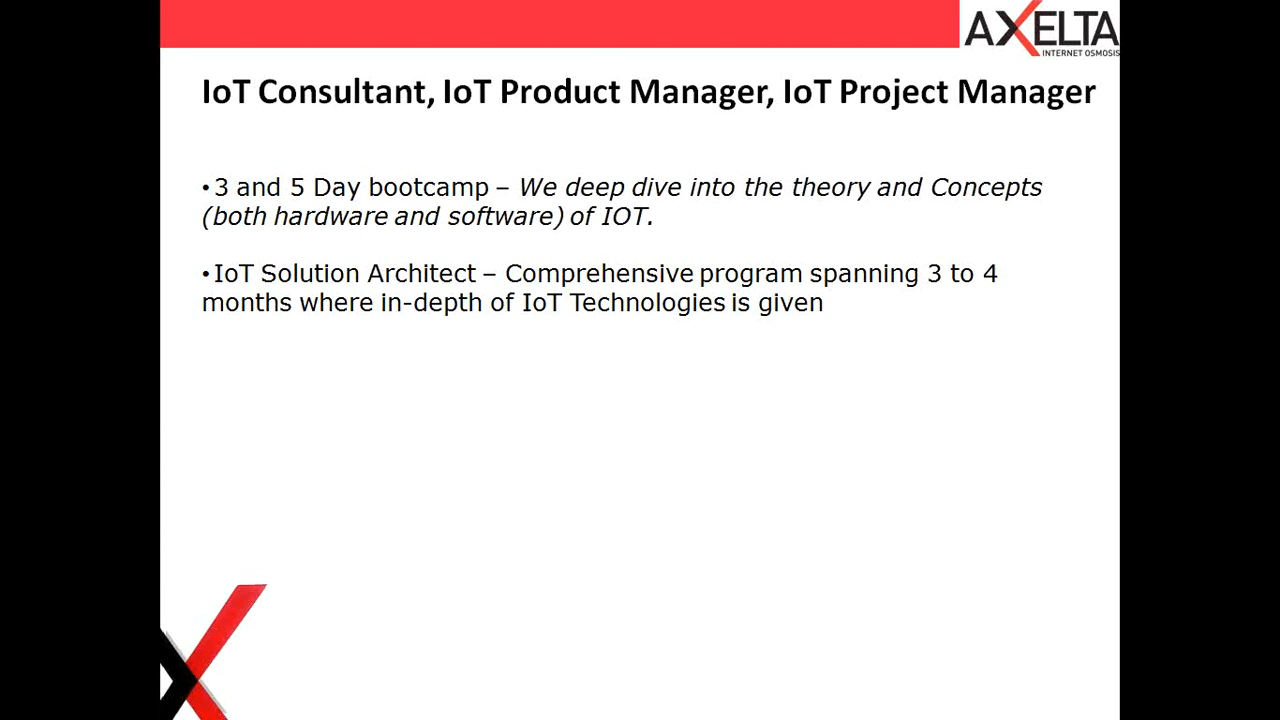 AXELTA
INTERNET OSMOSIS
IoT Consultant, IoT Product Manager, IoT Project Manager
•3 and 5 Day bootcamp – We deep dive into the theory and Concepts
(both hardware and software) of IOT.
•IoT Solution Architect – Comprehensive program spanning 3 to 4
months where in-depth of IoT Technologies is given